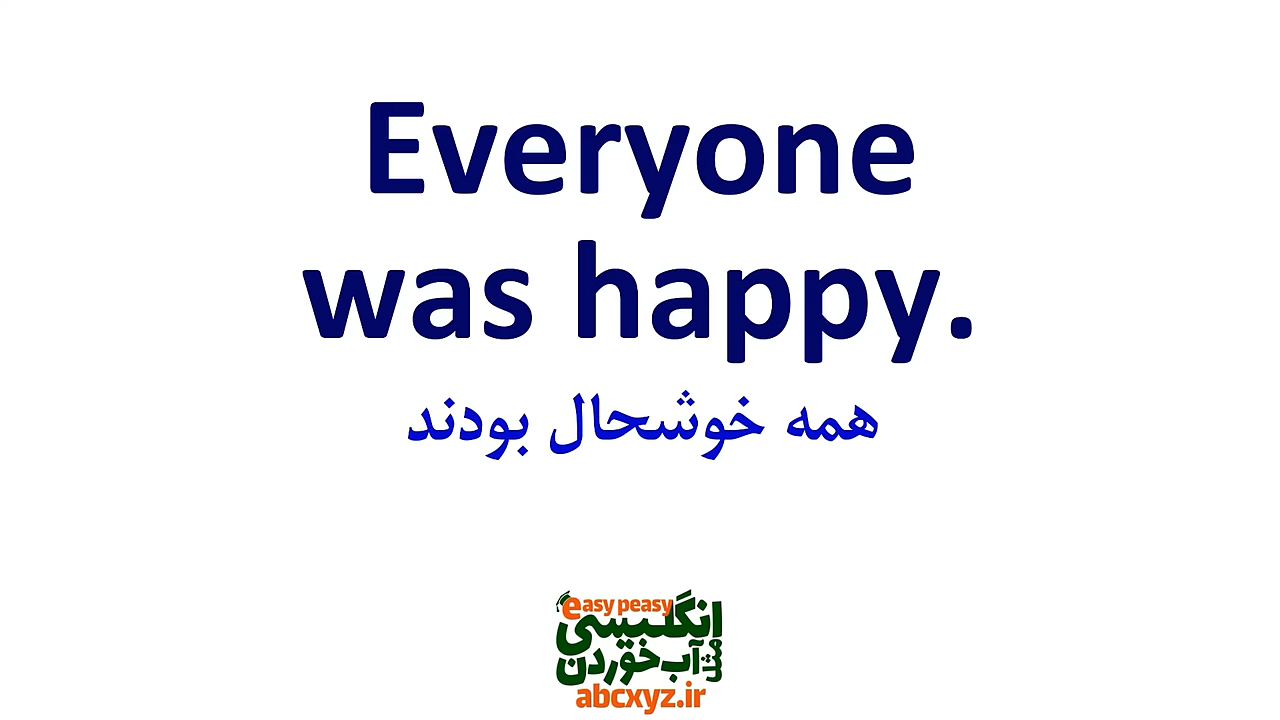 Everyone
was happy.
همه خوشحال بودند
easy peasy
انگلیسی
مثل آب خوردن
abcxyz.ir